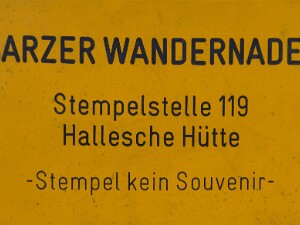 ARZER WANDERNADE
Stempelstelle 119
Hallesche Hütte
-Stempel kein Souvenir-